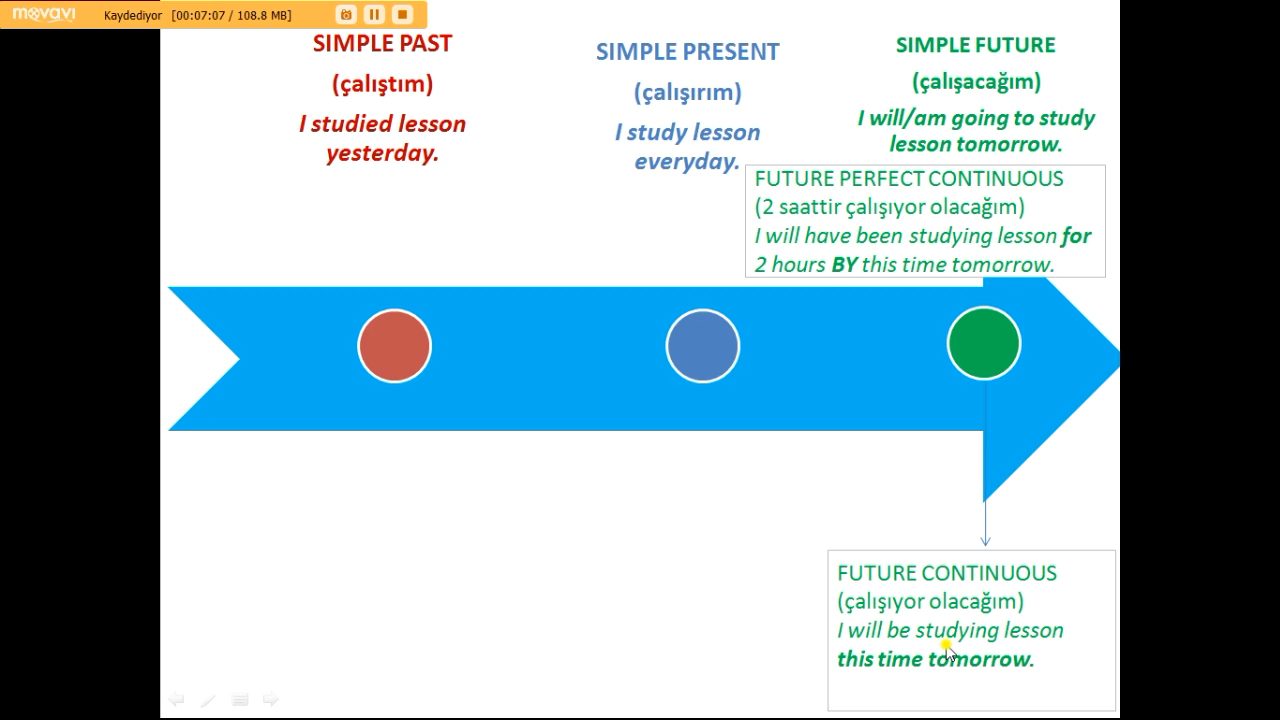 movavi
Kaydediyor [00:07:07 / 108.8 MB]
SIMPLE PAST
(çalıştım)
I studied lesson
yesterday.
SIMPLE PRESENT
(çalışırım)
I study lesson
everyday.
SIMPLE FUTURE
(çalışacağım)
I will/am going to study
lesson tomorrow.
FUTURE PERFECT CONTINUOUS
(2 saattir çalışıyor olacağım)
I will have been studying lesson for
2 hours BY this time tomorrow.
FUTURE CONTINUOUS
(çalışıyor olacağım)
I will be studying lesson
this time tomorrow.